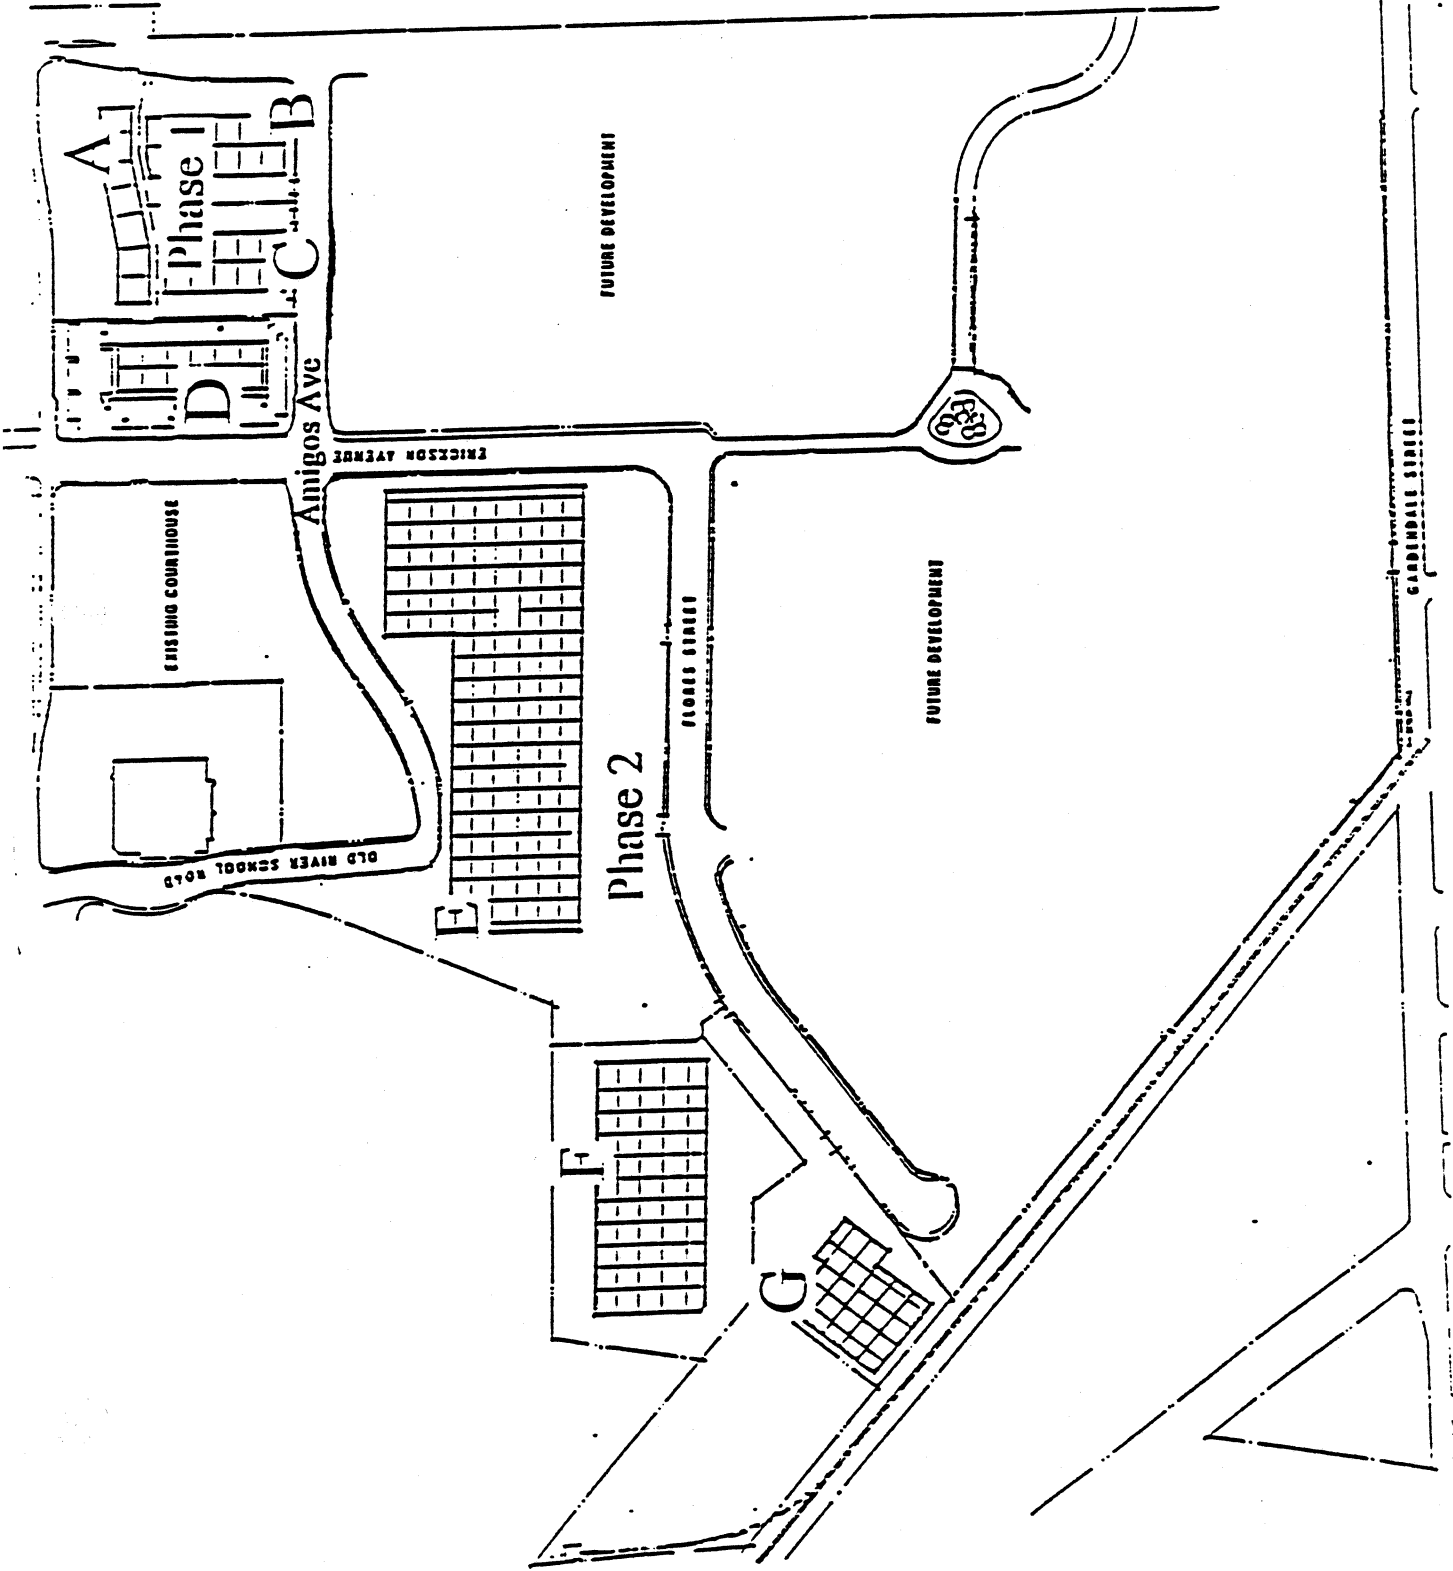 A
Phase 1
B
C
D
Amigos Ave
ERICKSON AVENUE
EXISTING COURTHOUSE
FUTURE DEVELOPMENT
OLD RIVER SCHOOL ROAD
E
Phase 2
FLORES STREET
FUTURE DEVELOPMENT
GARDENDALE STREET
F
G